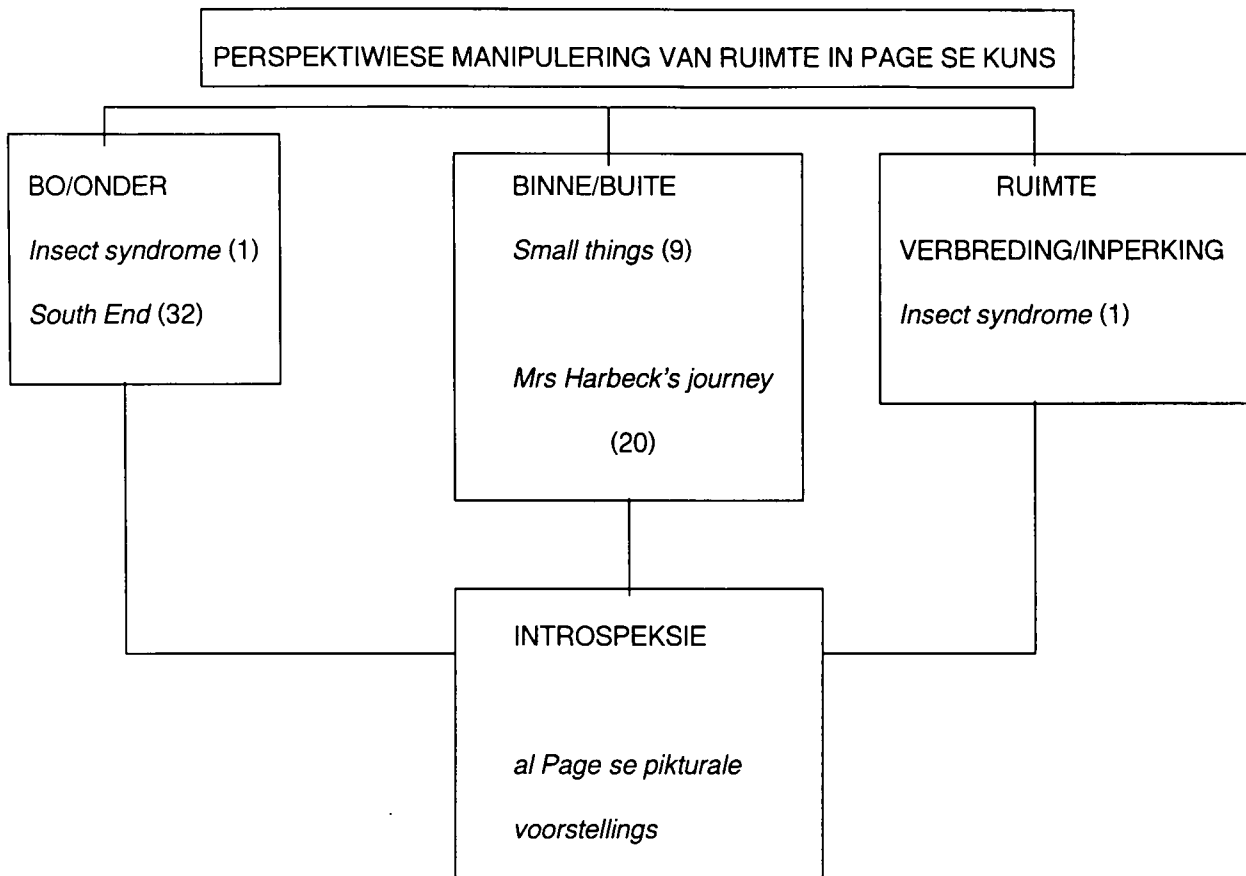 PERSPEKTIWIESE MANIPULERING VAN RUIMTE IN PAGE SE KUNS
BO/ONDER
Insect syndrome (1)
South End (32)
BINNE/BUITE
Small things (9)
Mrs Harbeck's journey
(20)
RUIMTE
VERBREDING/INPERKING
Insect syndrome (1)
INTROSPEKSIE
al Page se pikturale
voorstellings